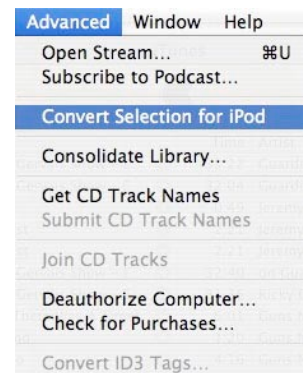 Advanced Window Help
Open Stream... ⌘U
Subscribe to Podcast...
Convert Selection for iPod
Consolidate Library...
Get CD Track Names
Submit CD Track Names
Join CD Tracks
Deauthorize Computer...
Check for Purchases...
Convert ID3 Tags...